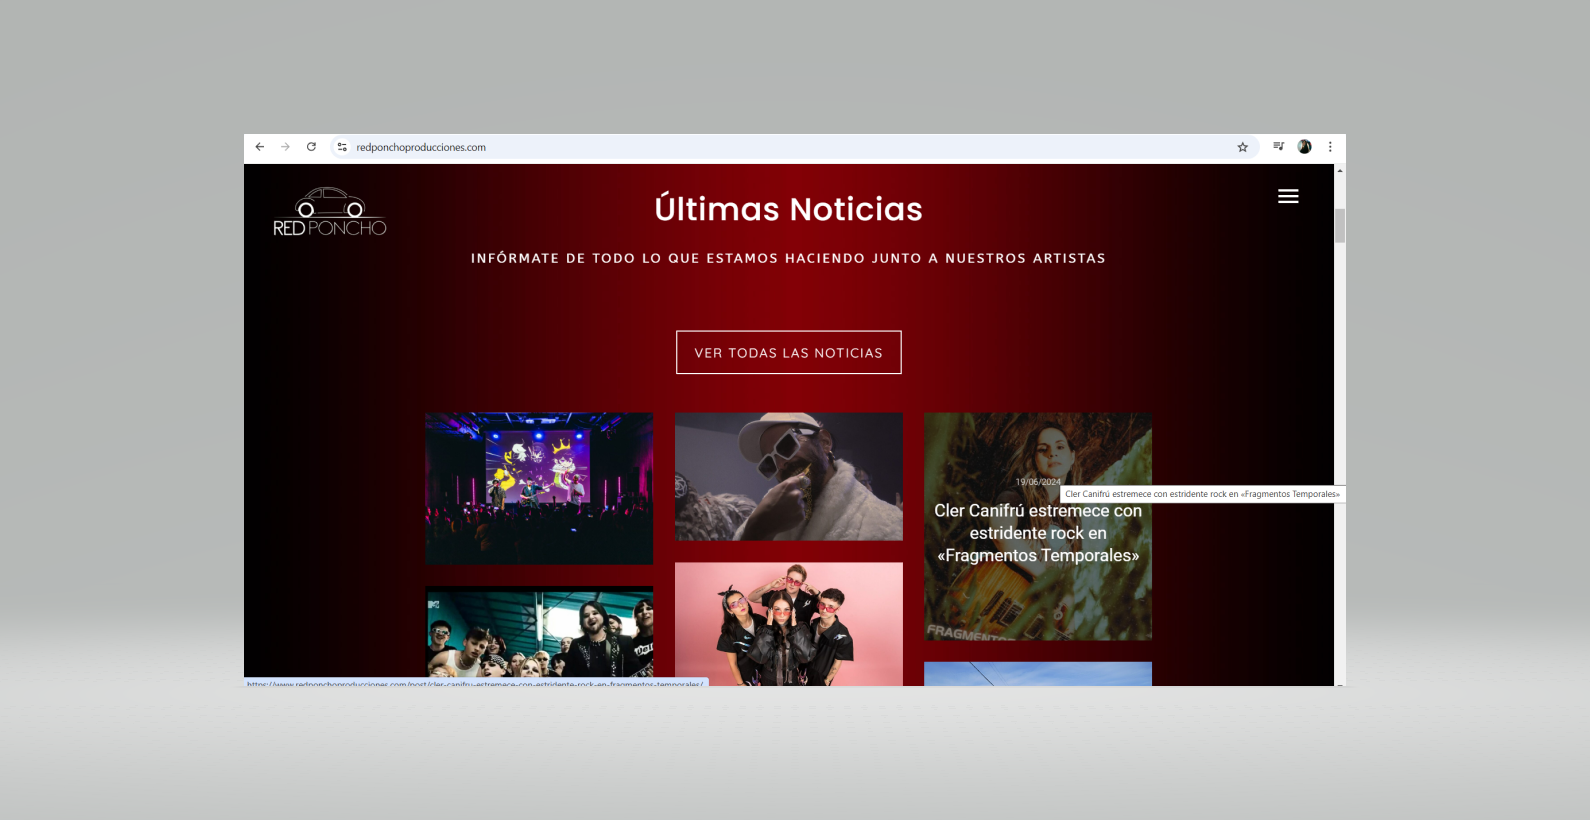 redponchoproducciones.com
RED PONCHO
Últimas Noticias
INFÓRMATE DE TODO LO QUE ESTAMOS HACIENDO JUNTO A NUESTROS ARTISTAS
VER TODAS LAS NOTICIAS
19/06/2024
Cler Canifrú estremece con estridente rock en «Fragmentos Temporales»
Cler Canifrú estremece con
estridente rock en
«Fragmentos Temporales»
FRAGMENTOS
https://www.redponchoproducciones.com/post/cler-canifru-estremece-con-estridente-rock-en-fragmentos-temporales/